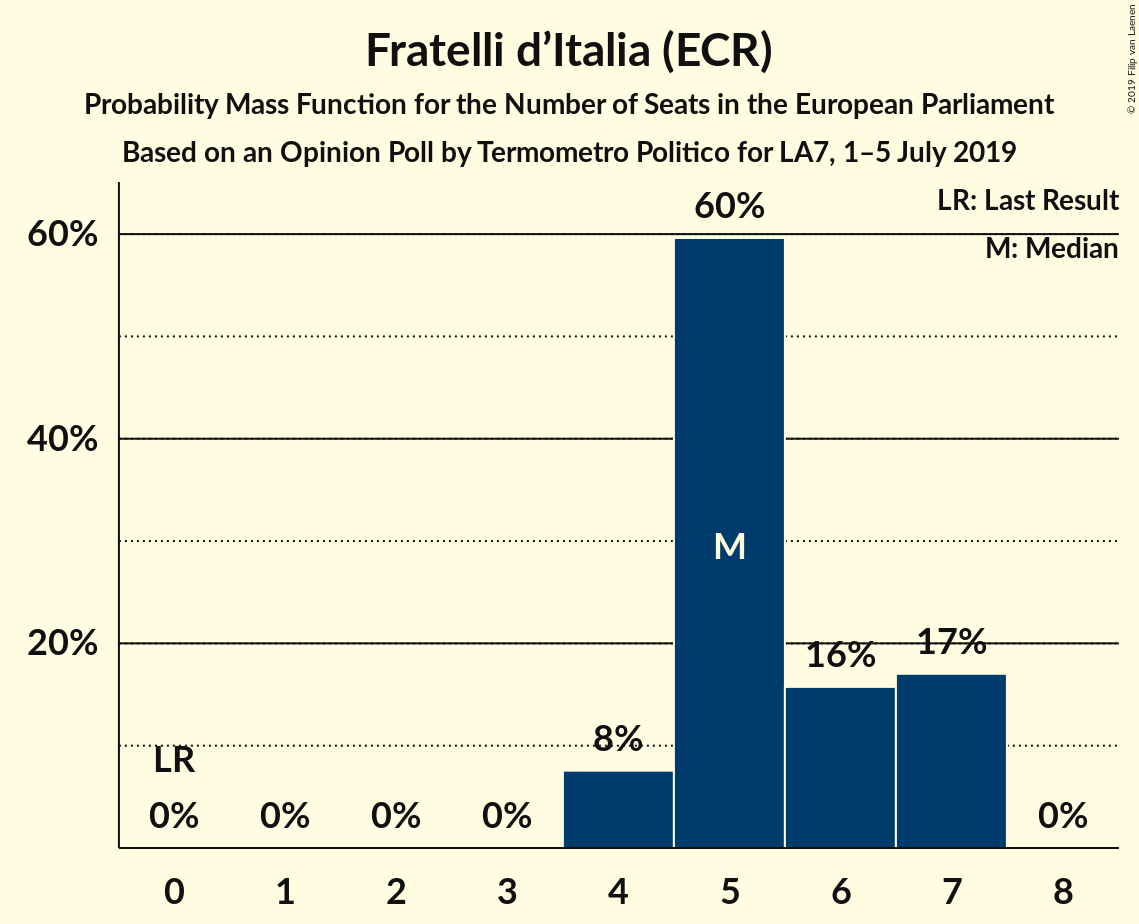 Fratelli d’Italia (ECR)
Probability Mass Function for the Number of Seats in the European Parliament
Based on an Opinion Poll by Termometro Politico for LA7, 1–5 July 2019
© 2019 Filip van Laenen
LR: Last Result
M: Median
60%
40%
20%
60%
M
16%
17%
8%
LR
0%
0%
0%
0%
0%
0 1 2 3 4 5 6 7 8